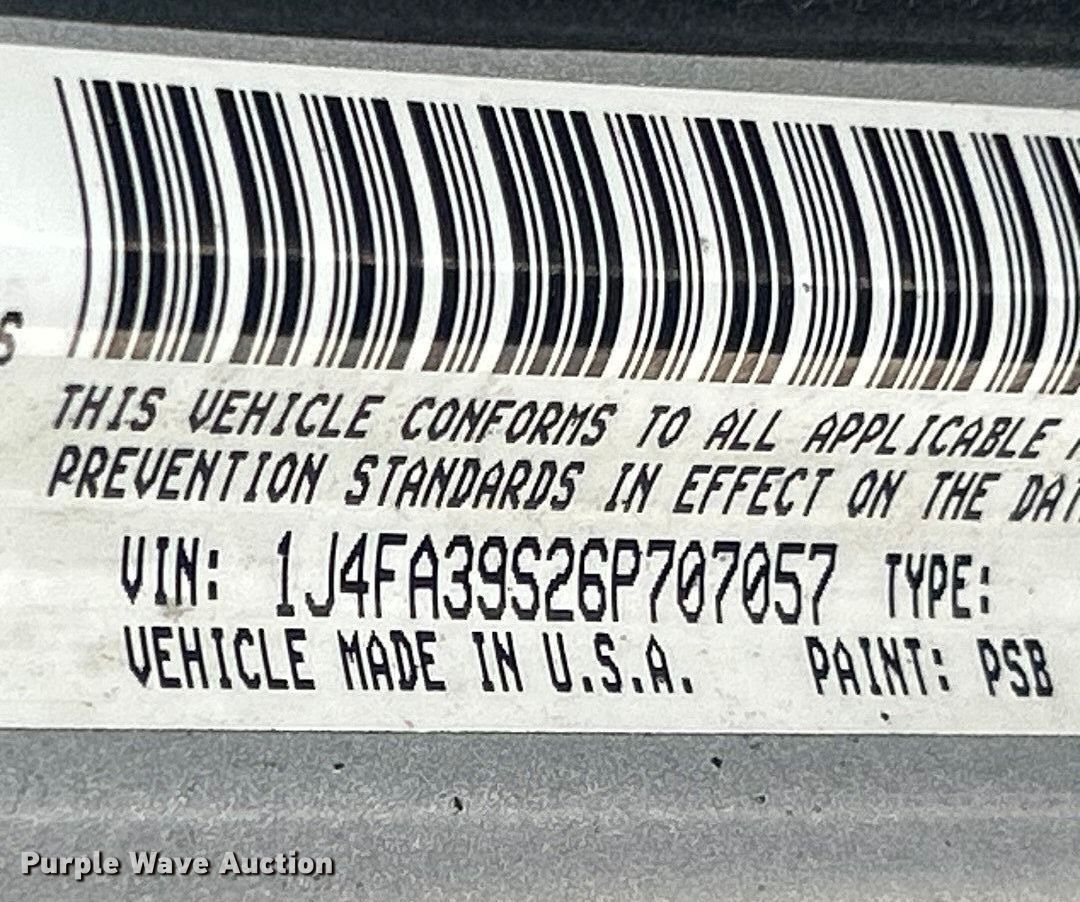 S
THIS VEHICLE CONFORMS TO ALL APPLICABLE
PREVENTION STANDARDS IN EFFECT ON THE DAT
VIN: 1J4FA39S26P707057 TYPE:
VEHICLE MADE IN U.S.A. PAINT: PSB
Purple Wave Auction